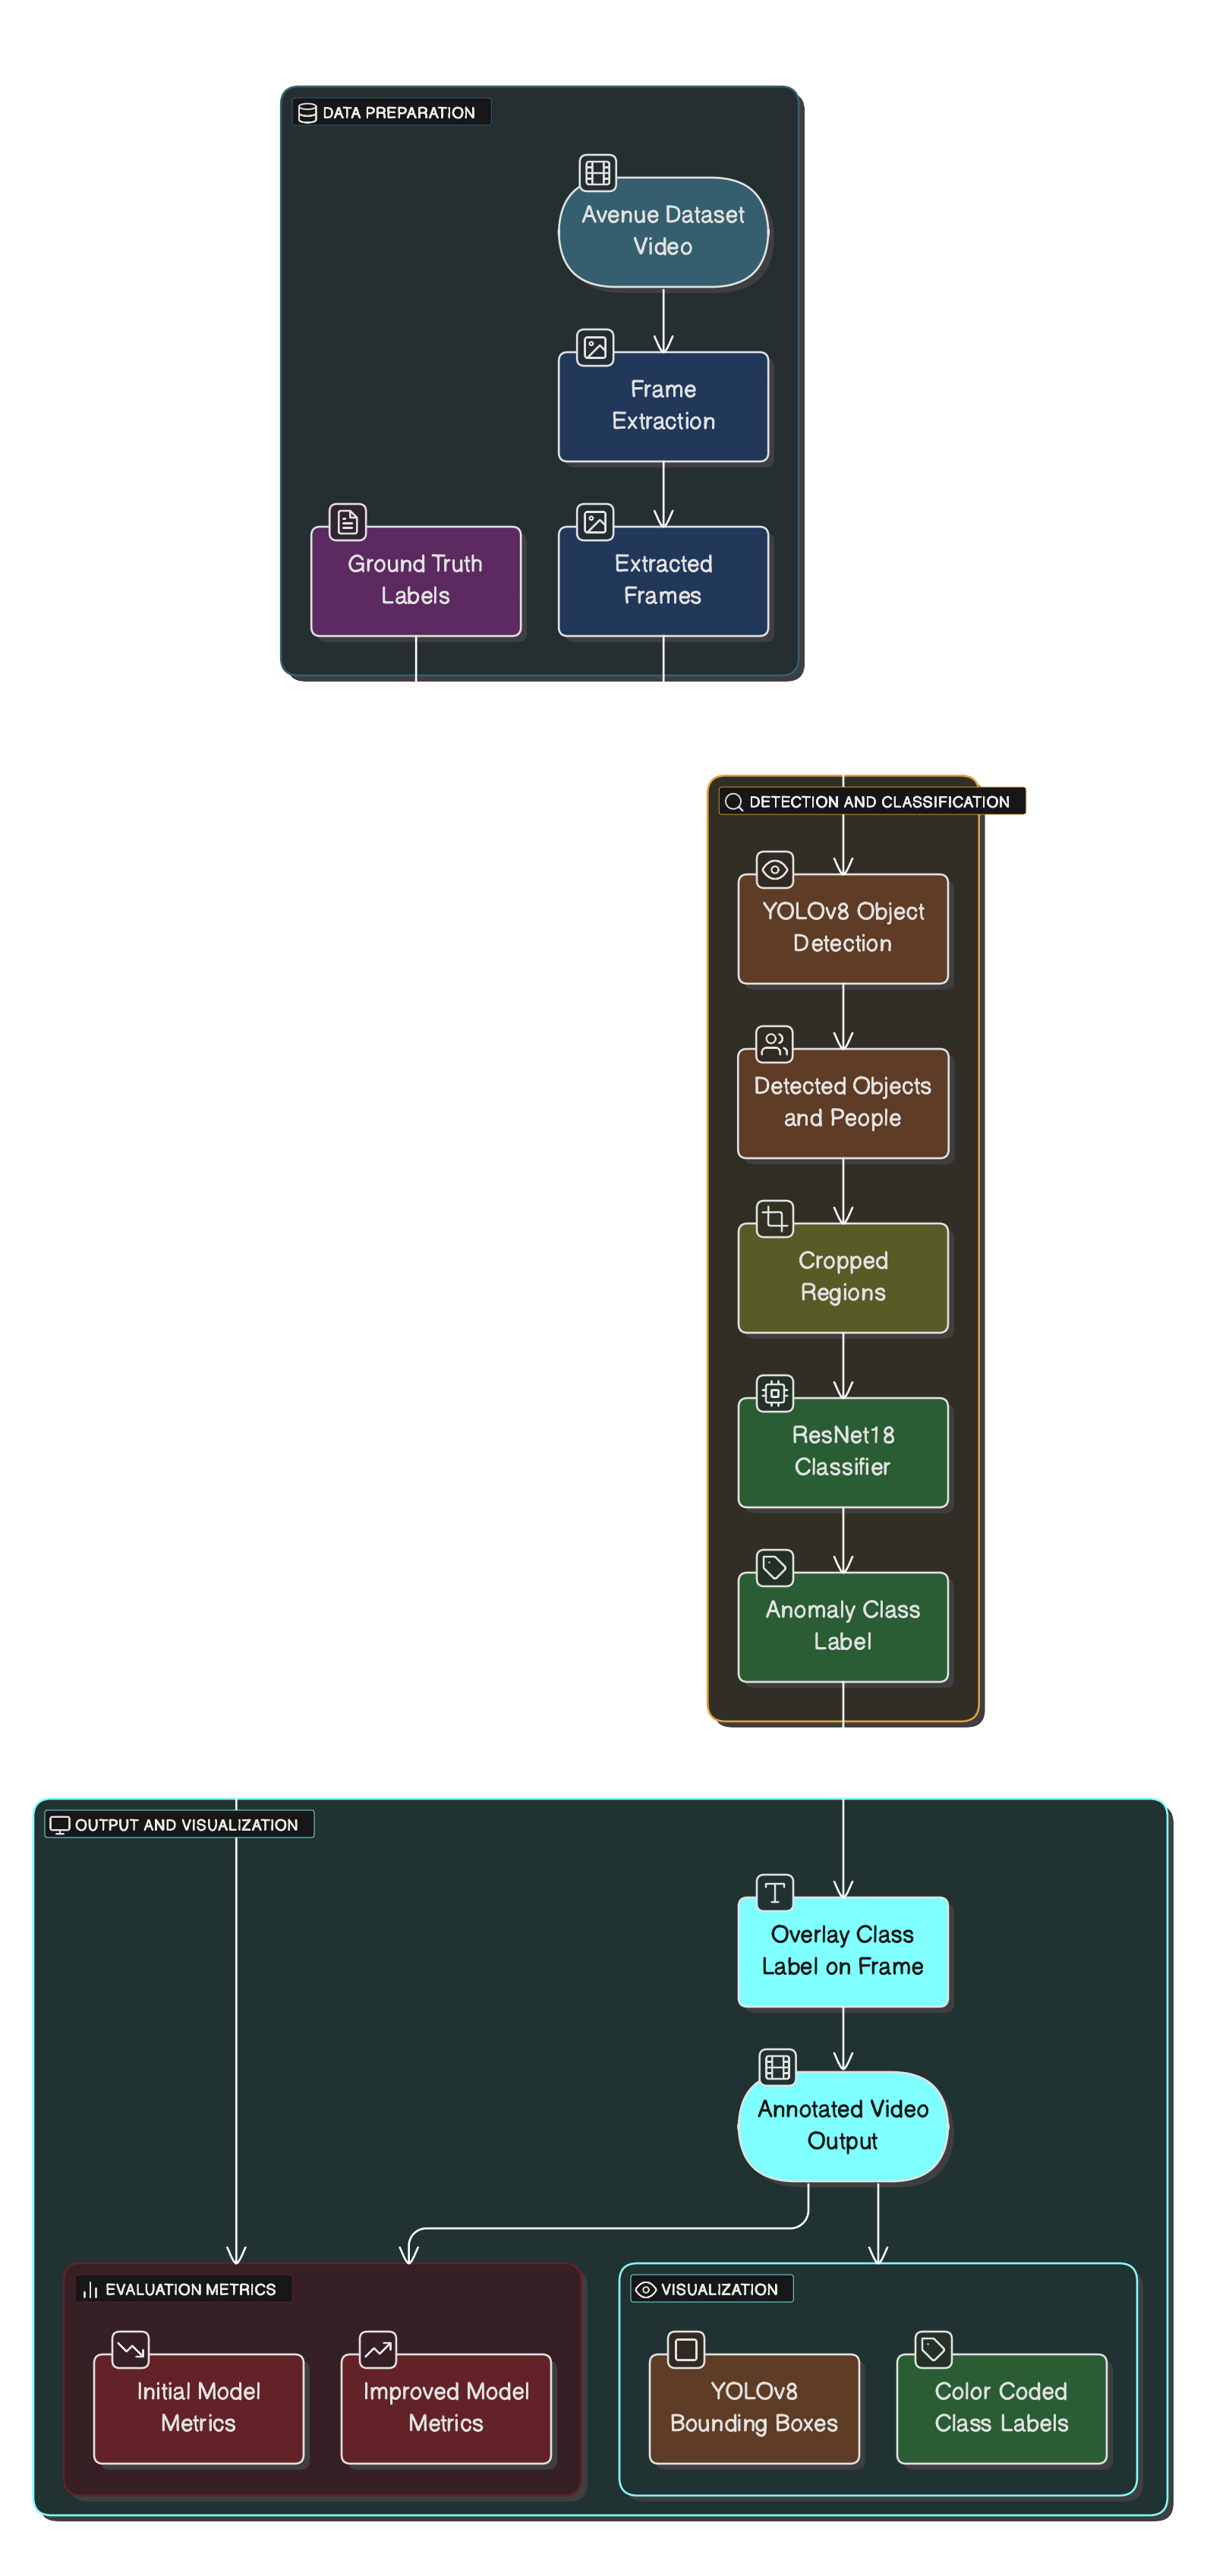 DATA PREPARATION
Avenue Dataset
Video
Frame
Extraction
Ground Truth
Labels
Extracted
Frames
DETECTION AND CLASSIFICATION
YOLOv8 Object
Detection
Detected Objects
and People
Cropped
Regions
ResNet18
Classifier
Anomaly Class
Label
OUTPUT AND VISUALIZATION
Overlay Class
Label on Frame
Annotated Video
Output
EVALUATION METRICS
Initial Model
Metrics
Improved Model
Metrics
VISUALIZATION
YOLOv8
Bounding Boxes
Color Coded
Class Labels